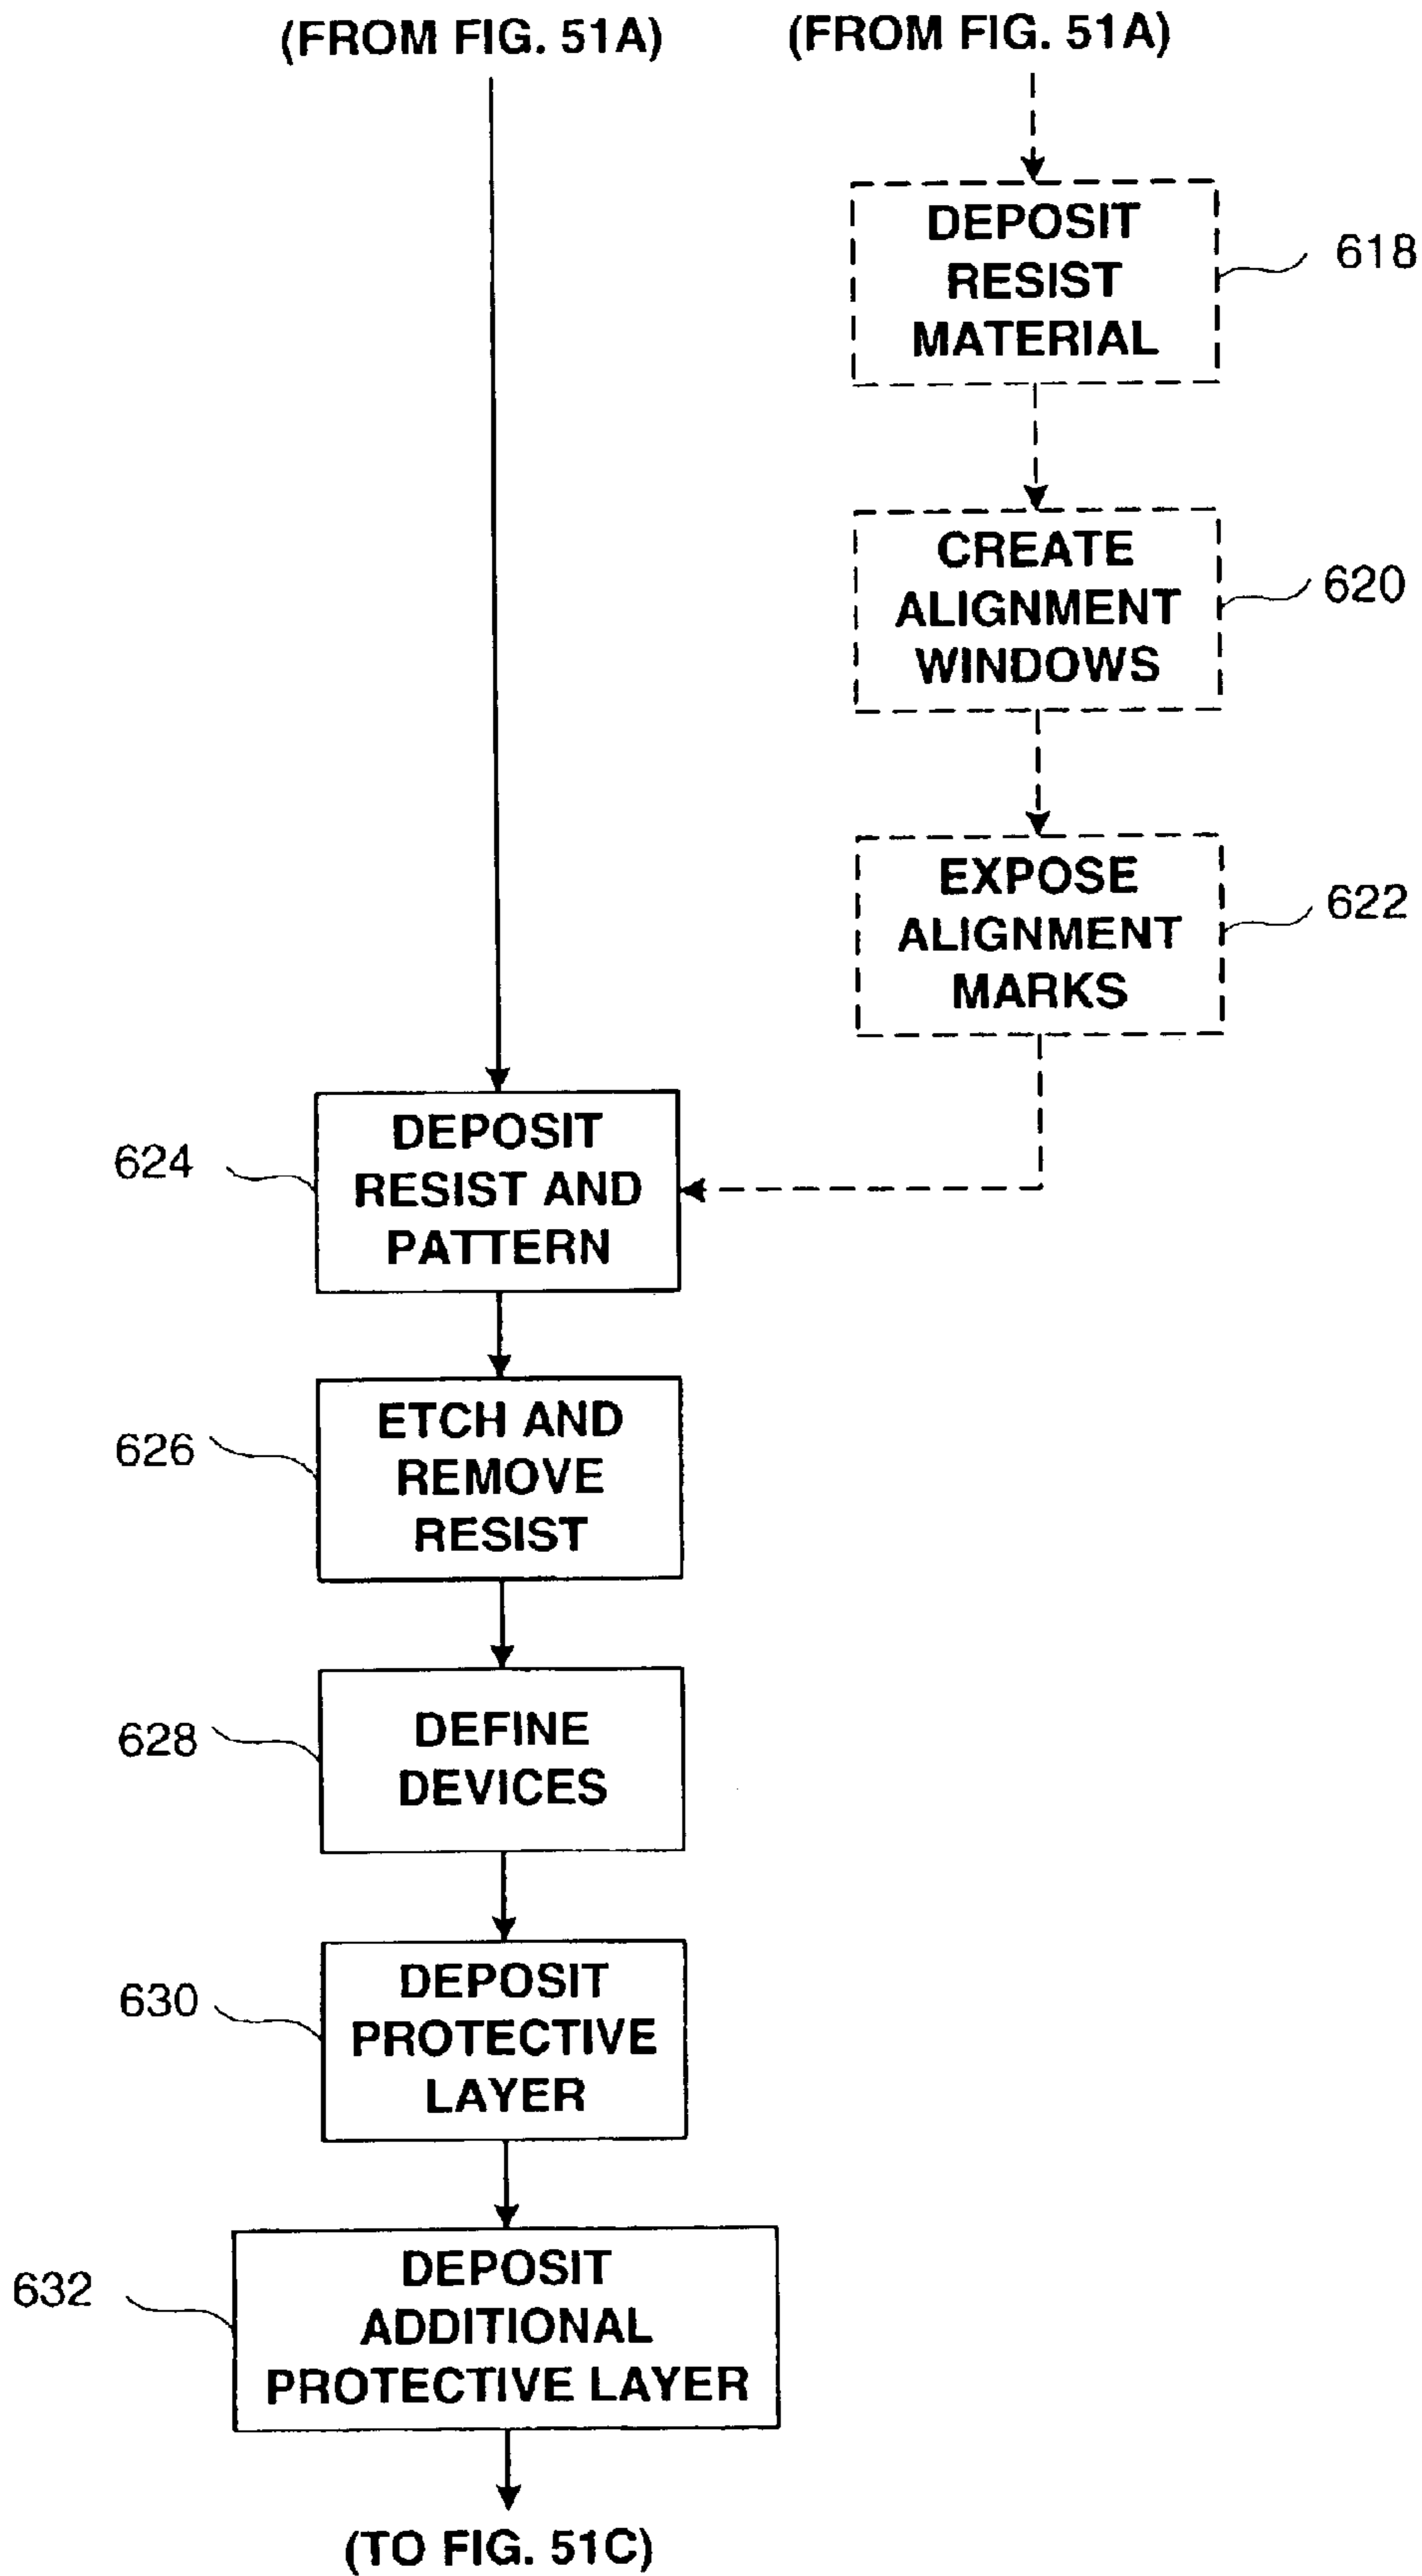 (FROM FIG. 51A)
(FROM FIG. 51A)
DEPOSIT
RESIST
MATERIAL
618
CREATE
ALIGNMENT
WINDOWS
620
EXPOSE
ALIGNMENT
MARKS
622
624
DEPOSIT
RESIST AND
PATTERN
626
ETCH AND
REMOVE
RESIST
628
DEFINE
DEVICES
630
DEPOSIT
PROTECTIVE
LAYER
632
DEPOSIT
ADDITIONAL
PROTECTIVE LAYER
(TO FIG. 51C)